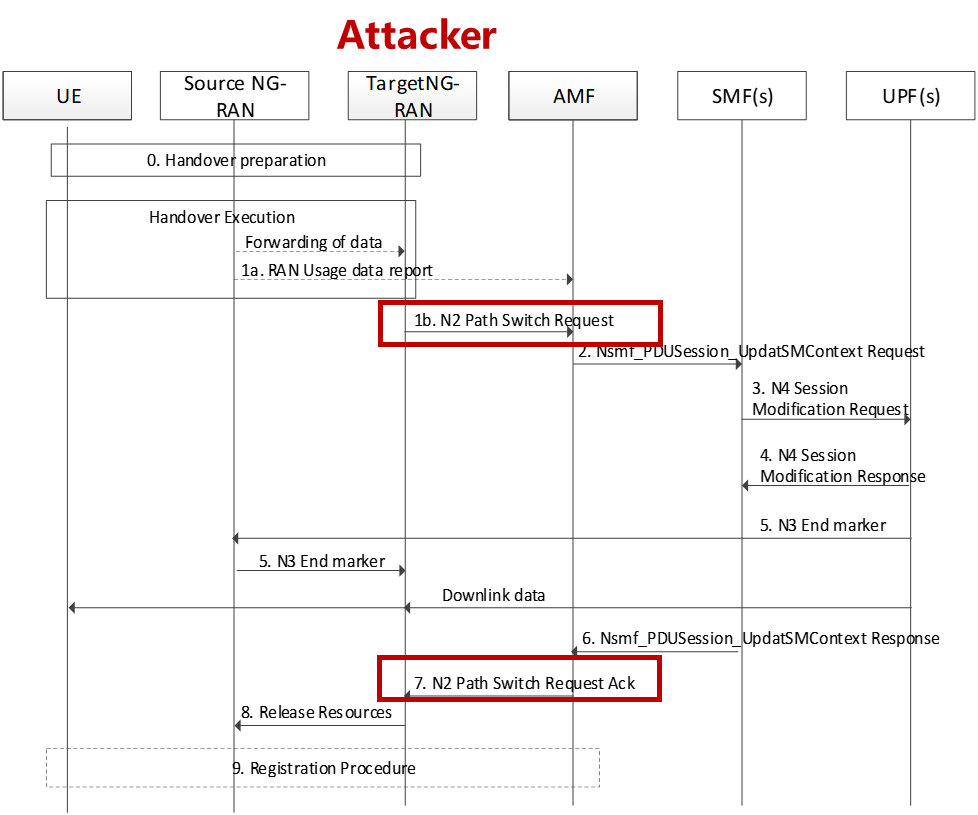 Attacker
UE
Source NG-
RAN
TargetNG-
RAN
AMF
SMF(s)
UPF(s)
0. Handover preparation
Handover Execution
Forwarding of data
1a. RAN Usage data report
1b. N2 Path Switch Request
2. Nsmf_PDUSession_UpdatSMContext Request
3. N4 Session
Modification Request
4. N4 Session
Modification Response
5. N3 End marker
5. N3 End marker
Downlink data
6. Nsmf_PDUSession_UpdatSMContext Response
7. N2 Path Switch Request Ack
8. Release Resources
9. Registration Procedure